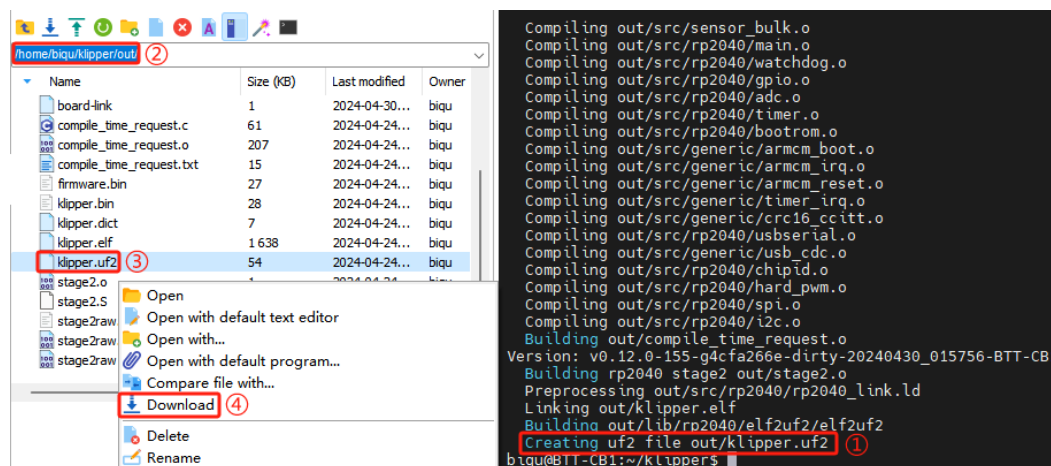 /home/biqu/klipper/out/ ②
Name Size (KB) Last modified Owner
board-link 1 2024-04-30... biqu
compile_time_request.c 61 2024-04-24... biqu
compile_time_request.o 207 2024-04-24... biqu
compile_time_request.txt 15 2024-04-24... biqu
firmware.bin 27 2024-04-24... biqu
klipper.bin 28 2024-04-24... biqu
klipper.dict 7 2024-04-24... biqu
klipper.elf 1 638 2024-04-24... biqu
klipper.uf2 ③ 54 2024-04-24... biqu
stage2.o
stage2.S
stage2raw
stage2raw
stage2raw
Open
Open with default text editor
Open with...
Open with default program...
Compare file with...
Download ④
Delete
Rename
Compiling out/src/sensor_bulk.o
Compiling out/src/rp2040/main.o
Compiling out/src/rp2040/watchdog.o
Compiling out/src/rp2040/gpio.o
Compiling out/src/rp2040/adc.o
Compiling out/src/rp2040/timer.o
Compiling out/src/rp2040/bootrom.o
Compiling out/src/generic/armcm_boot.o
Compiling out/src/generic/armcm_irq.o
Compiling out/src/generic/armcm_reset.o
Compiling out/src/generic/timer_irq.o
Compiling out/src/generic/crc16_ccitt.o
Compiling out/src/rp2040/usbserial.o
Compiling out/src/generic/usb_cdc.o
Compiling out/src/rp2040/chipid.o
Compiling out/src/rp2040/hard_pwm.o
Compiling out/src/rp2040/spi.o
Compiling out/src/rp2040/i2c.o
Building out/compile_time_request.o
Version: v0.12.0-155-g4cfa266e-dirty-20240430_015756-BTT-CB
Building rp2040 stage2 out/stage2.o
Preprocessing out/src/rp2040/rp2040_link.ld
Linking out/klipper.elf
Building out/lib/rp2040/elf2uf2/elf2uf2
Creating uf2 file out/klipper.uf2 ①
biqu@BTT-CB1:~/klipper$